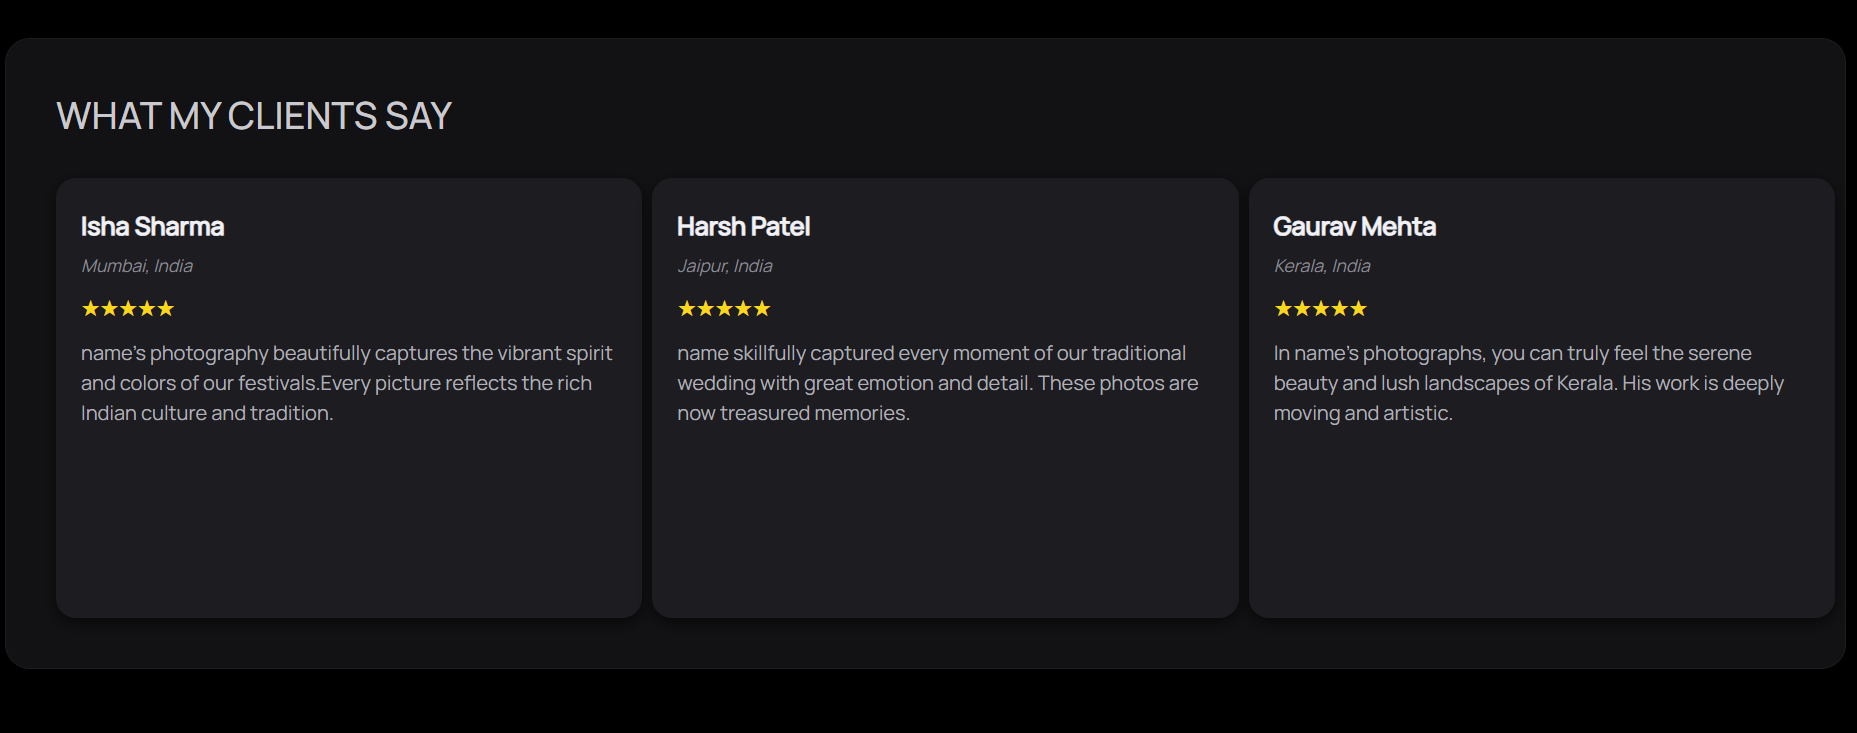 WHAT MY CLIENTS SAY
Isha Sharma
Mumbai, India
★★★★★
name's photography beautifully captures the vibrant spirit
and colors of our festivals.Every picture reflects the rich
Indian culture and tradition.
Harsh Patel
Jaipur, India
★★★★★
name skillfully captured every moment of our traditional
wedding with great emotion and detail. These photos are
now treasured memories.
Gaurav Mehta
Kerala, India
★★★★★
In name's photographs, you can truly feel the serene
beauty and lush landscapes of Kerala. His work is deeply
moving and artistic.